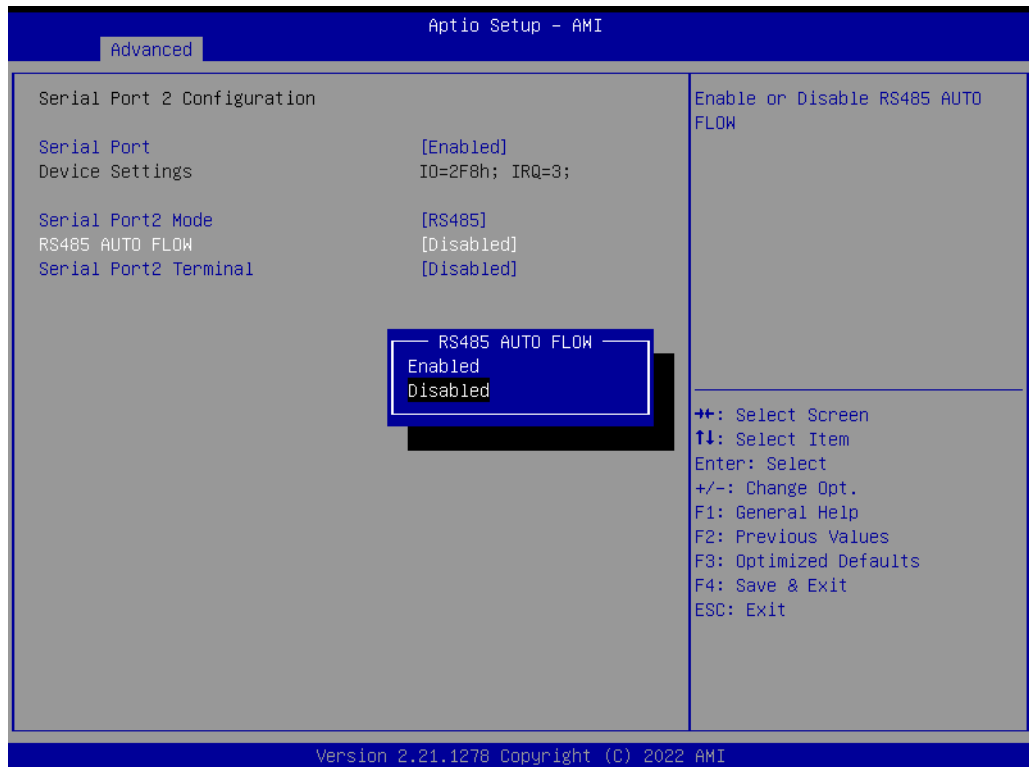 Aptio Setup – AMI
Advanced
Serial Port 2 Configuration
Serial Port [Enabled]
Device Settings IO=2F8h; IRQ=3;
Serial Port2 Mode [RS485]
RS485 AUTO FLOW [Disabled]
Serial Port2 Terminal [Disabled]
RS485 AUTO FLOW
Enabled
Disabled
Enable or Disable RS485 AUTO
FLOW
→←: Select Screen
↑↓: Select Item
Enter: Select
+/-: Change Opt.
F1: General Help
F2: Previous Values
F3: Optimized Defaults
F4: Save & Exit
ESC: Exit
Version 2.21.1278 Copyright (C) 2022 AMI